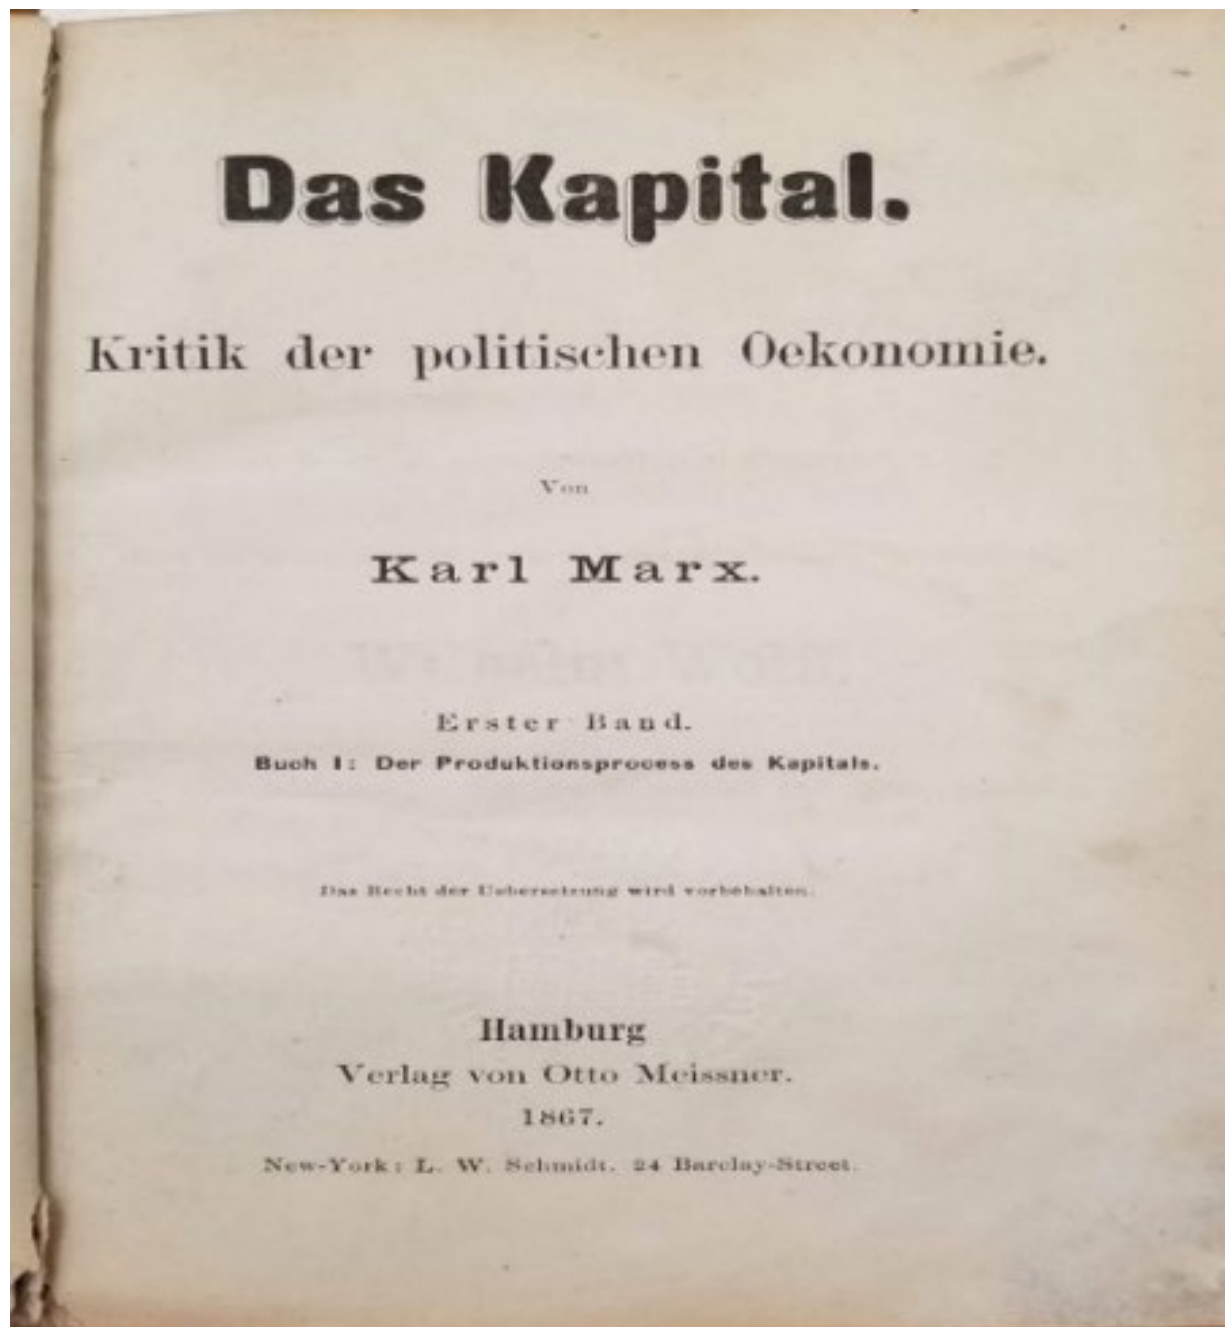 Das Kapital.
Kritik der politischen Oekonomie.
Von
Karl Marx.
Erster Band.
Buch I: Der Produktionsprocess des Kapitals.
Das Recht der Uebersetzung wird vorbehalten.
Hamburg
Verlag von Otto Meissner.
1867.
New-York: L. W. Schmidt. 24 Barclay-Street.